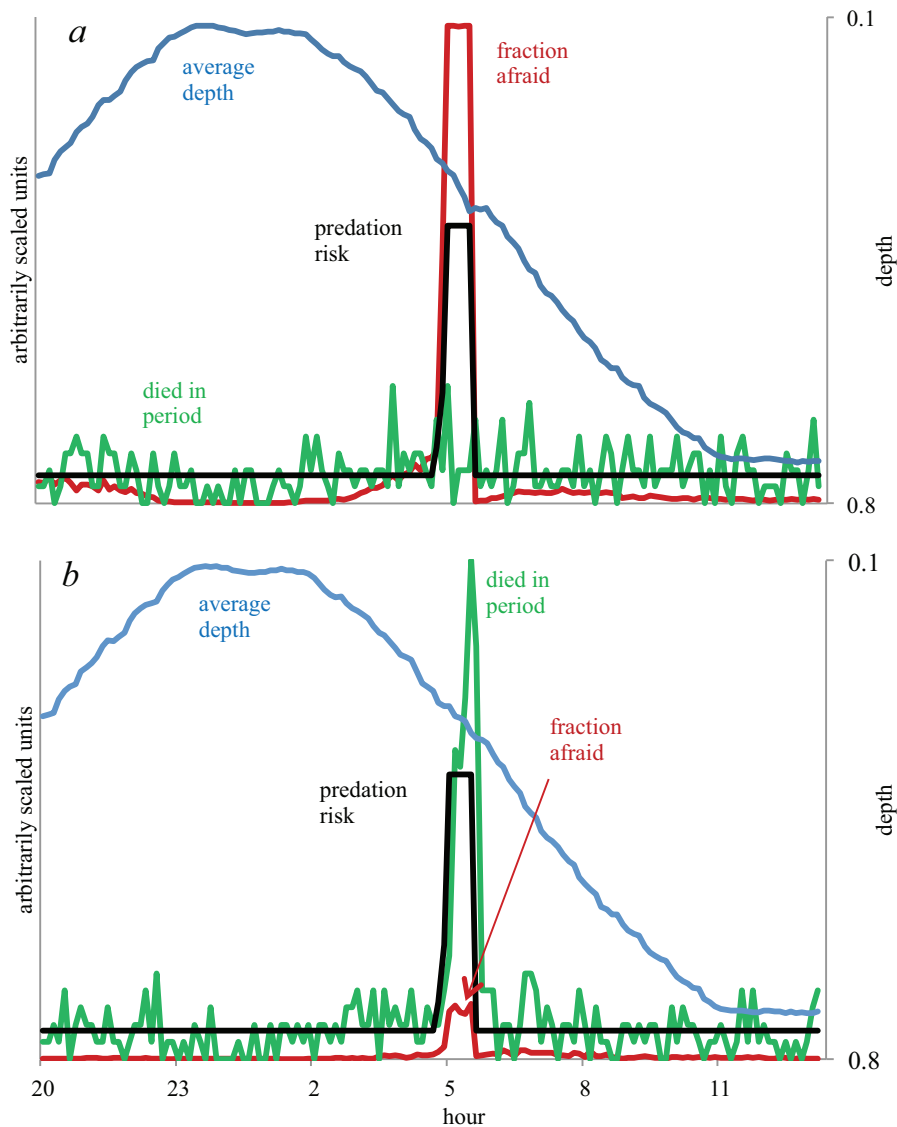 a
0.1
average
depth
fraction
afraid
predation
risk
arbitrarily scaled units
depth
died in
period
0.8
b
0.1
average
depth
died in
period
fraction
afraid
predation
risk
arbitrarily scaled units
depth
0.8
20 23 2 5 8 11
hour